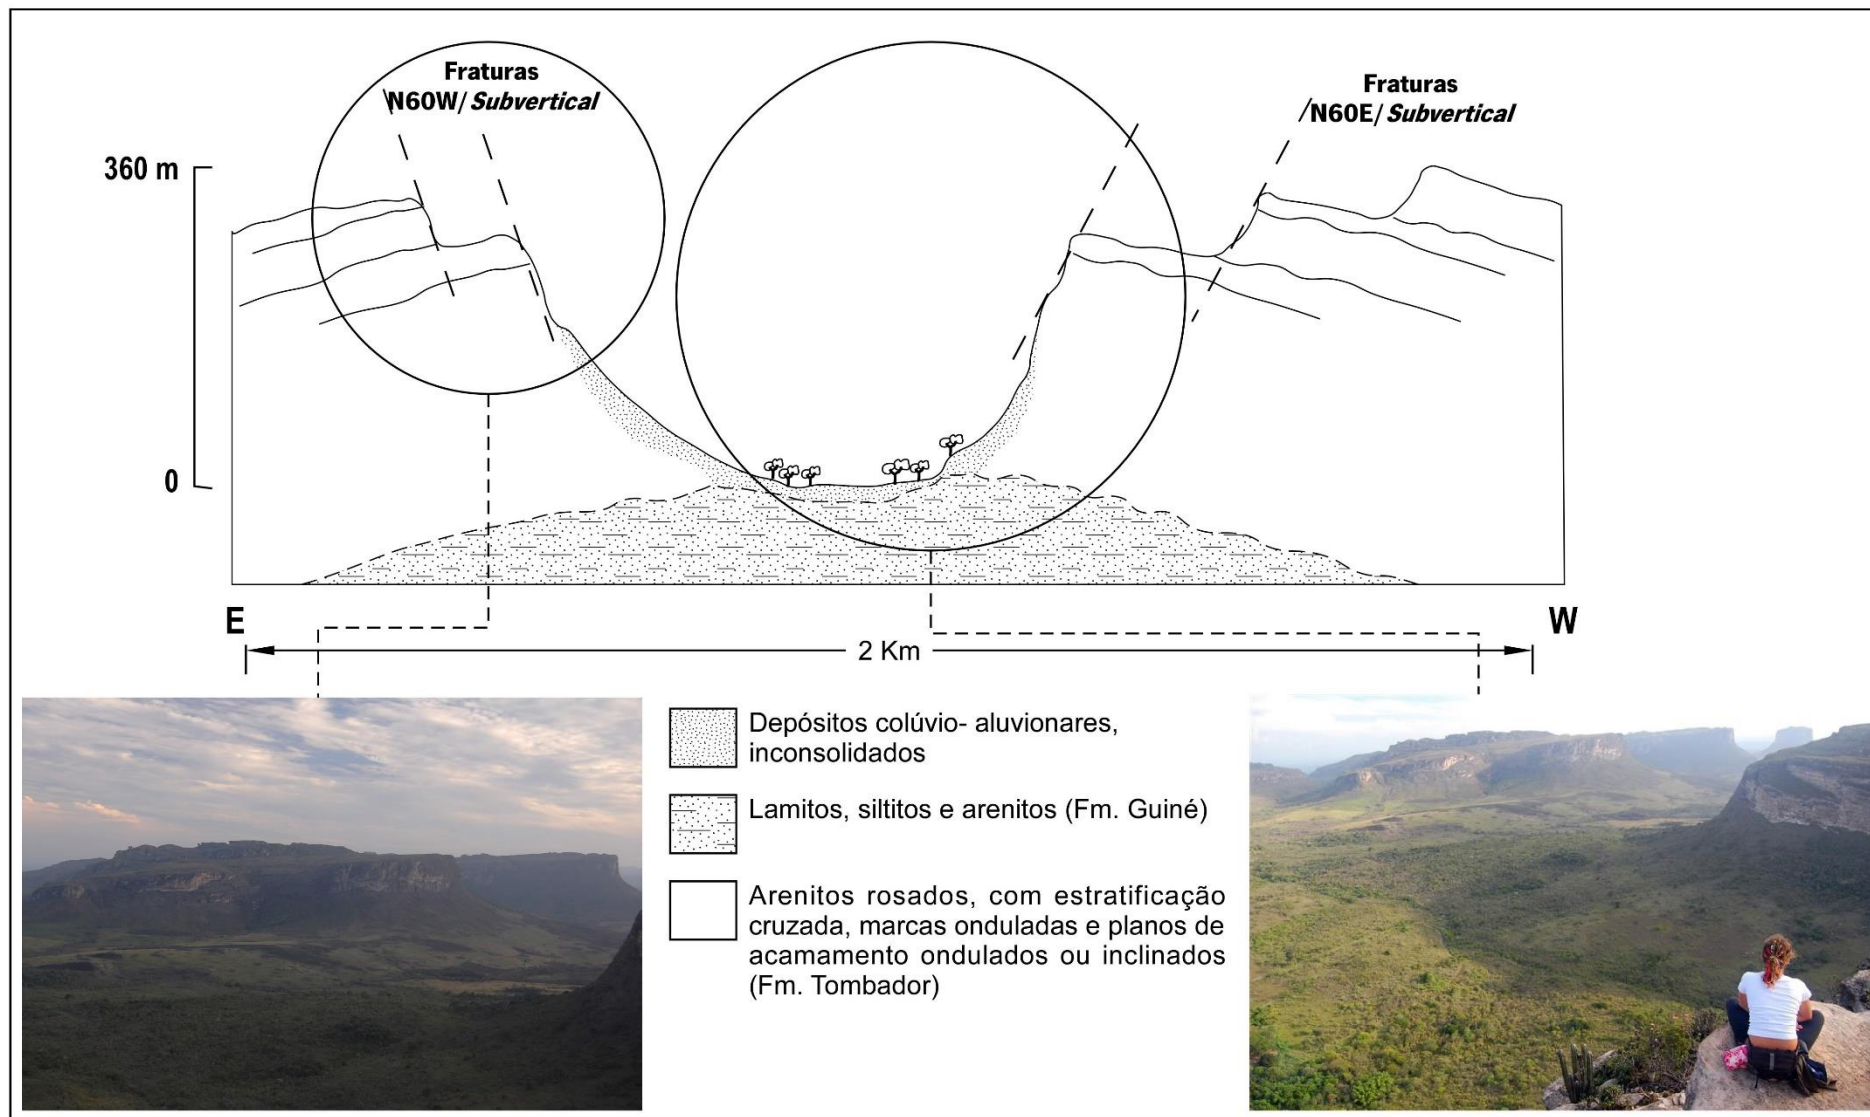 Fraturas
N60W/ Subvertical
Fraturas
N60E/ Subvertical
360 m
0
E
W
2 Km
Depósitos colúvio- aluvionares,
inconsolidados
Lamitos, siltitos e arenitos (Fm. Guiné)
Arenitos rosados, com estratificação
cruzada, marcas onduladas e planos de
acamamento ondulados ou inclinados
(Fm. Tombador)